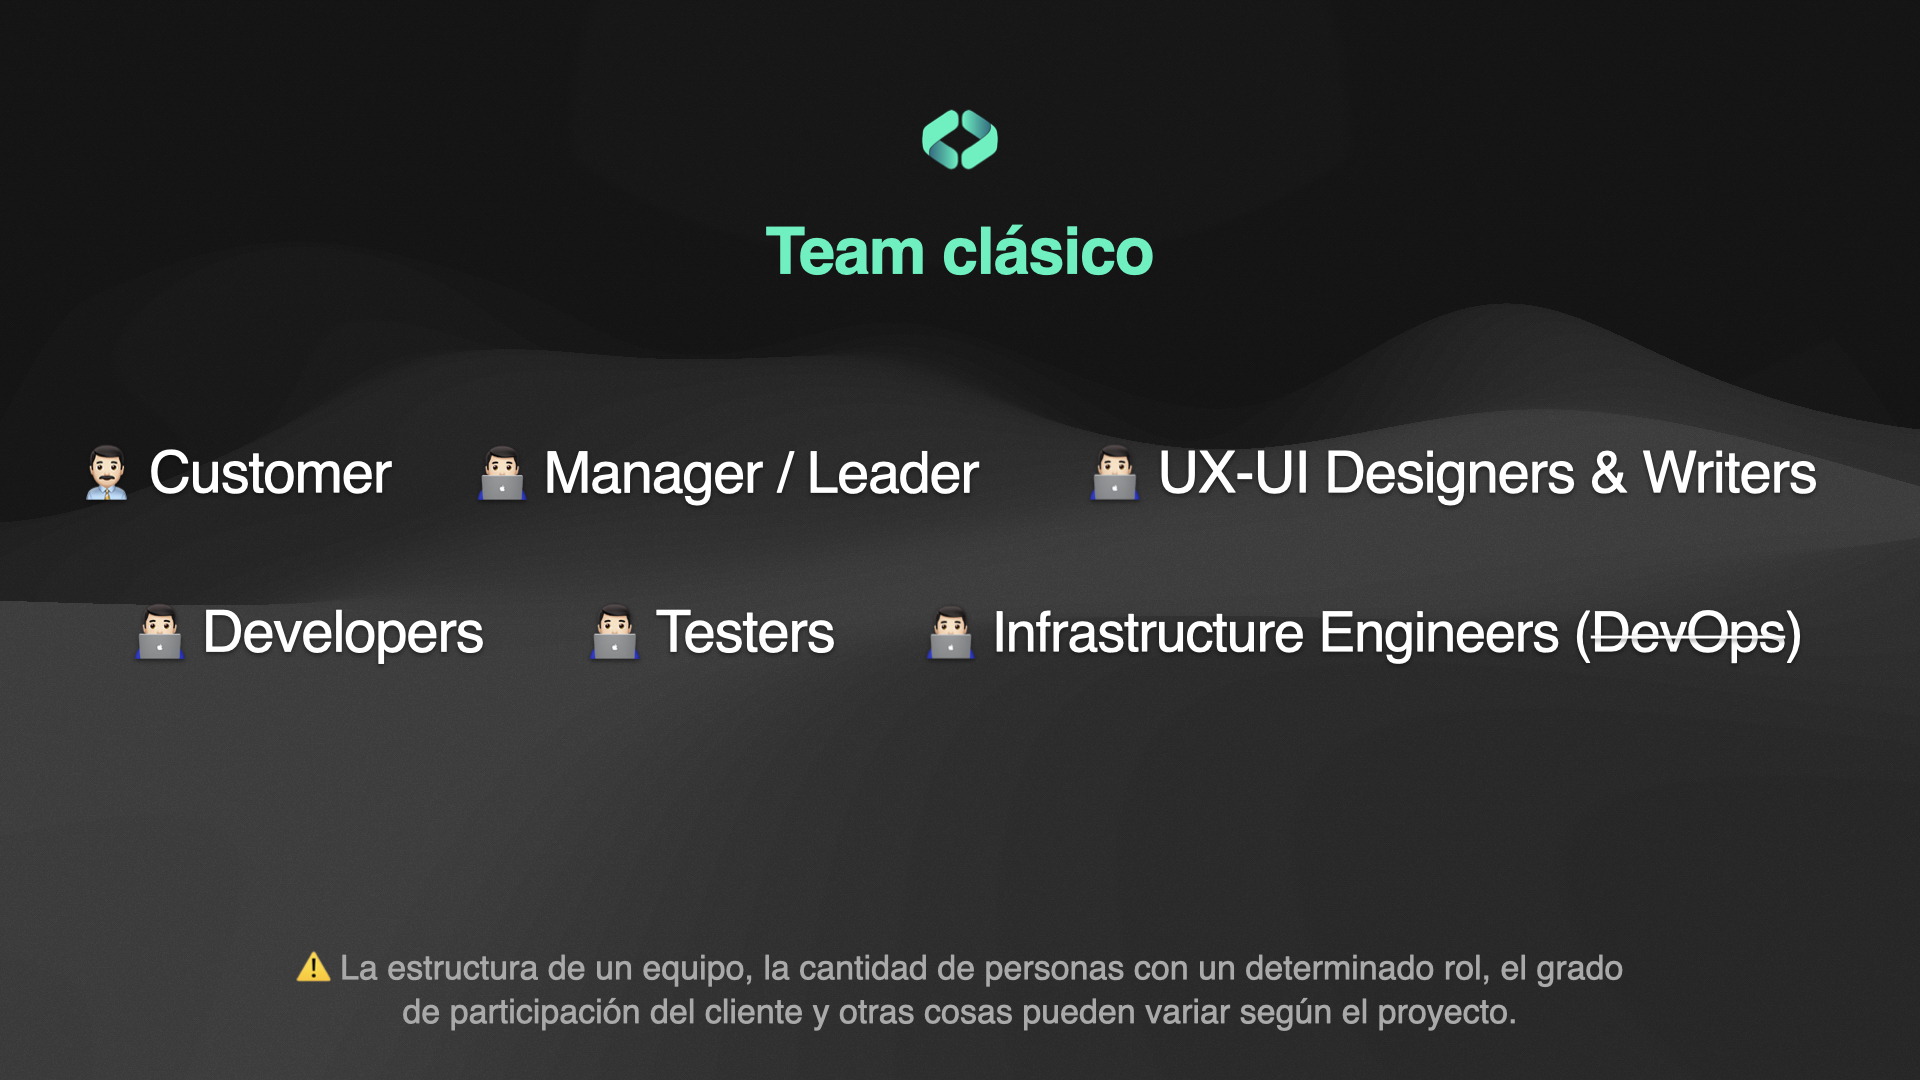 Team clásico
Customer
Manager / Leader
UX-UI Designers & Writers
Developers
Testers
Infrastructure Engineers (DevOps)
La estructura de un equipo, la cantidad de personas con un determinado rol, el grado
de participación del cliente y otras cosas pueden variar según el proyecto.